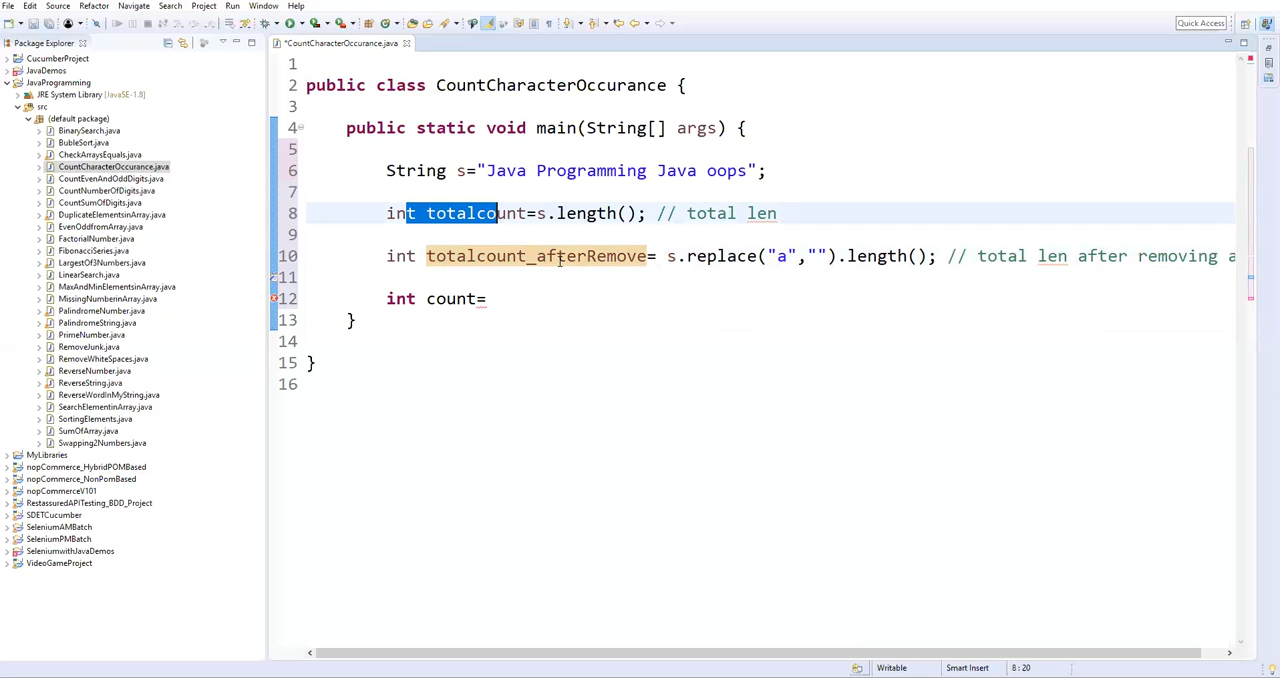 File Edit Source Refactor Navigate Search Project Run Window Help
Quick Access
Package Explorer
*CountCharacterOccurance.java
CucumberProject
JavaDemos
JavaProgramming
JRE System Library [JavaSE-1.8]
src
(default package)
BinarySearch.java
BubleSort.java
CheckArraysEquals.java
CountCharacterOccurance.java
CountEvenAndOddDigits.java
CountNumberOfDigits.java
CountSumOfDigits.java
DuplicateElementsinArray.java
EvenOddfromArray.java
FactorialNumber.java
FibonacciSeries.java
LargestOf3Numbers.java
LinearSearch.java
MaxAndMinElementsinArray.java
MissingNumberinArray.java
PalindromeNumber.java
PalindromeString.java
PrimeNumber.java
RemoveJunk.java
RemoveWhiteSpaces.java
ReverseNumber.java
ReverseString.java
ReverseWordInMyString.java
SearchElementinArray.java
SortingElements.java
SumOfArray.java
Swapping2Numbers.java
MyLibraries
nopCommerce_HybridPOMBased
nopCommerce_NonPomBased
nopCommerceV101
RestassuredAPITesting_BDD_Project
SDETCucumber
SeleniumAMBatch
SeleniumPMBatch
SeleniumwithJavaDemos
VideoGameProject
1
2 public class CountCharacterOccurance {
3
4 public static void main(String[] args) {
5
6 String s="Java Programming Java oops";
7
8 int totalcount=s.length(); // total len
9
10 int totalcount_afterRemove= s.replace("a","").length(); // total len after removing a
11
12 int count=
13 }
14
15 }
16
Writable Smart Insert 8 : 20